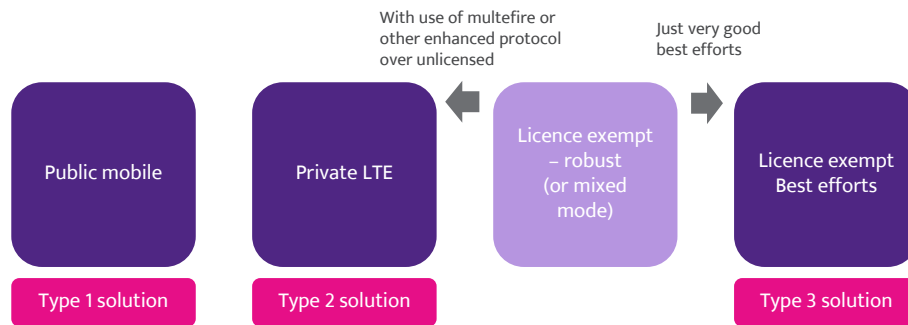 With use of multefire or
other enhanced protocol
over unlicensed
Just very good
best efforts
Public mobile
Private LTE
Licence exempt
– robust
(or mixed
mode)
Licence exempt
Best efforts
Type 1 solution
Type 2 solution
Type 3 solution